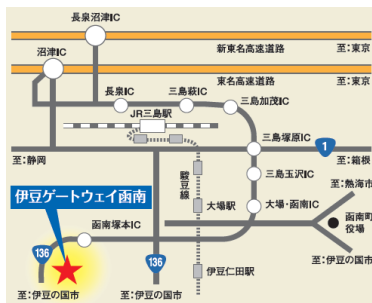 長泉沼津IC
新東名高速道路
至:東京
沼津IC
東名高速道路
至:東京
長泉IC
三島萩IC
三島加茂IC
JR三島駅
三島塚原IC
1
至:静岡
至:箱根
駿豆線
三島玉沢IC
至:熱海市
伊豆ゲートウェイ函南
大場駅
大場・函南IC
函南町
役場
函南塚本IC
136
136
至:伊豆の国市
伊豆仁田駅
至:伊豆の国市
至:伊豆の国市